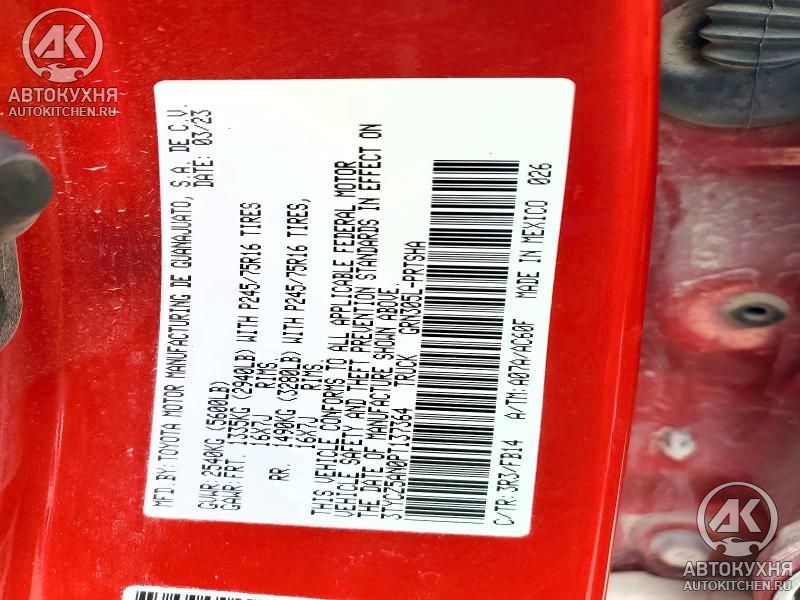 AK
АВТОКУХНЯ
AUTOKITCHEN.RU
MFD. BY: TOYOTA MOTOR MANUFACTURING DE GUANAJUATO, S.A. DE C.V.
DATE: 03/23
GVWR: 2540KG (5600LB)
GAWR: FRT. 1335KG (2940LB) WITH P245/75R16 TIRES
16X7J RIMS,
RR. 1490KG (3280LB) WITH P245/75R16 TIRES,
16X7J RIMS.
THIS VEHICLE CONFORMS TO ALL APPLICABLE FEDERAL MOTOR
VEHICLE SAFETY AND THEFT PREVENTION STANDARDS IN EFFECT ON
THE DATE OF MANUFACTURE SHOWN ABOVE.
3TYCZ5AN0PT137364 TRUCK GRN305L-PRTSHA
C/TR: 3R3/FB14 A/TM: A07A/AC60F MADE IN MEXICO 026
AK
АВТОКУХНЯ
AUTOKITCHEN.RU